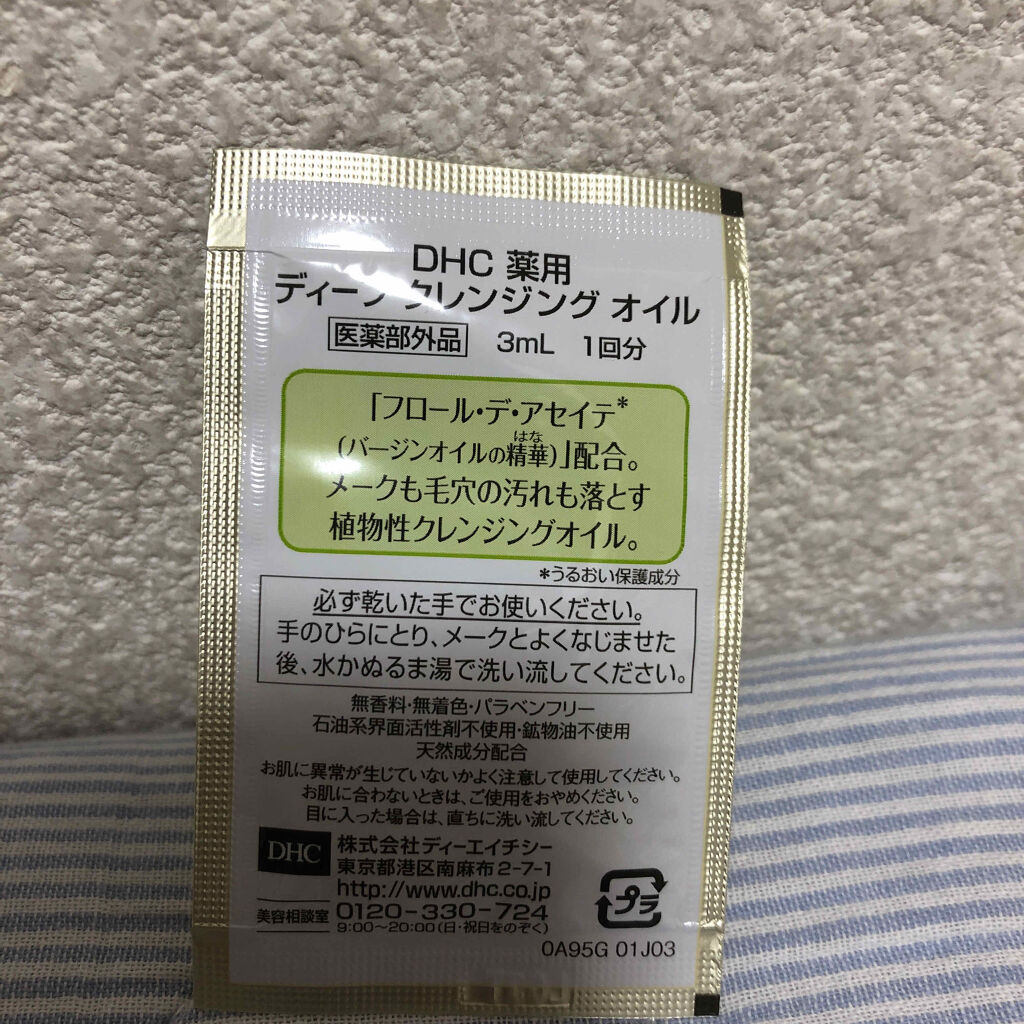 DHC 薬用
ディープ クレンジング オイル
医薬部外品 3mL 1回分
「フロール・デ・アセイテ*
はな
(バージンオイルの精華)」配合。
メークも毛穴の汚れも落とす
植物性クレンジングオイル。
*うるおい保護成分
必ず乾いた手でお使いください。
手のひらにとり、メークとよくなじませた
後、水かぬるま湯で洗い流してください。
無香料・無着色・パラベンフリー
石油系界面活性剤不使用・鉱物油不使用
天然成分配合
お肌に異常が生じていないかよく注意して使用してください。
お肌に合わないときは、ご使用をおやめください。
目に入った場合は、直ちに洗い流してください。
DHC 株式会社ディーエイチシー
東京都港区南麻布2-7-1
http://www.dhc.co.jp
美容相談室 0120-330-724
9:00～20:00(日・祝日をのぞく)
プラ
0A95G 01J03